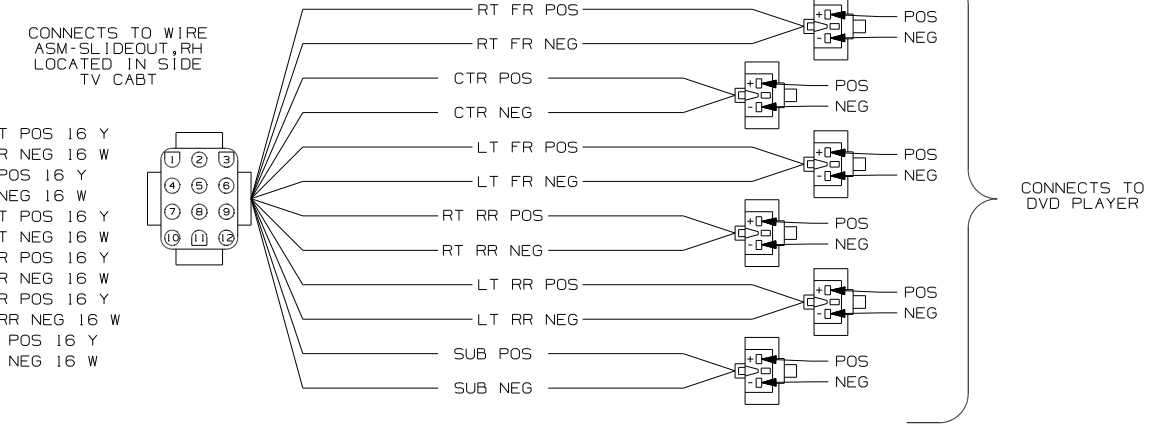 CONNECTS TO WIRE
ASM-SLIDEOUT,RH
LOCATED IN SIDE
TV CABT
T POS 16 Y
R NEG 16 W
POS 16 Y
NEG 16 W
T POS 16 Y
T NEG 16 W
R POS 16 Y
R NEG 16 W
R POS 16 Y
RR NEG 16 W
POS 16 Y
NEG 16 W
1 2 3
4 5 6
7 8 9
10 11 12
RT FR POS
RT FR NEG
CTR POS
CTR NEG
LT FR POS
LT FR NEG
RT RR POS
RT RR NEG
LT RR POS
LT RR NEG
SUB POS
SUB NEG
+ POS
- NEG
+ POS
- NEG
+ POS
- NEG
+ POS
- NEG
+ POS
- NEG
+ POS
- NEG
CONNECTS TO
DVD PLAYER